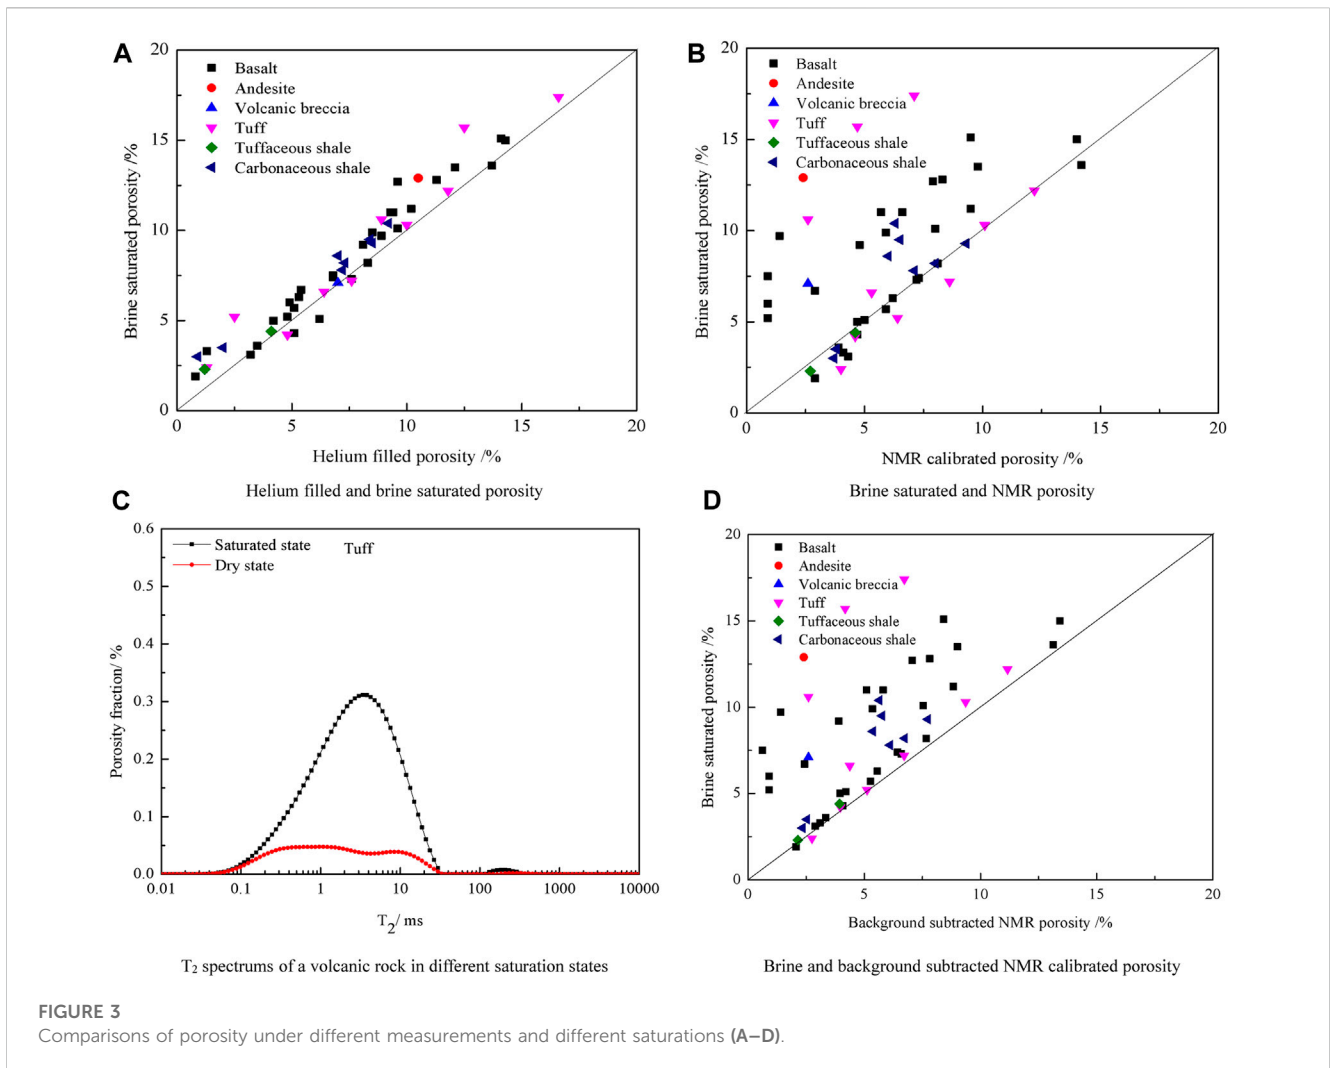 A
20
15
10
5
0
Brine saturated porosity /%
Basalt
Andesite
Volcanic breccia
Tuff
Tuffaceous shale
Carbonaceous shale
0 5 10 15 20
Helium filled porosity /%
Helium filled and brine saturated porosity
B
20
15
10
5
0
Brine saturated porosity /%
Basalt
Andesite
Volcanic breccia
Tuff
Tuffaceous shale
Carbonaceous shale
0 5 10 15 20
NMR calibrated porosity /%
Brine saturated and NMR porosity
C
0.6
0.5
0.4
0.3
0.2
0.1
0.0
Porosity fraction/ %
Saturated state
Dry state
Tuff
0.01 0.1 1 10 100 1000 10000
T2/ ms
T2 spectrums of a volcanic rock in different saturation states
D
20
15
10
5
0
Brine saturated porosity /%
Basalt
Andesite
Volcanic breccia
Tuff
Tuffaceous shale
Carbonaceous shale
0 5 10 15 20
Background subtracted NMR porosity /%
Brine and background subtracted NMR calibrated porosity
FIGURE 3
Comparisons of porosity under different measurements and different saturations (A–D).